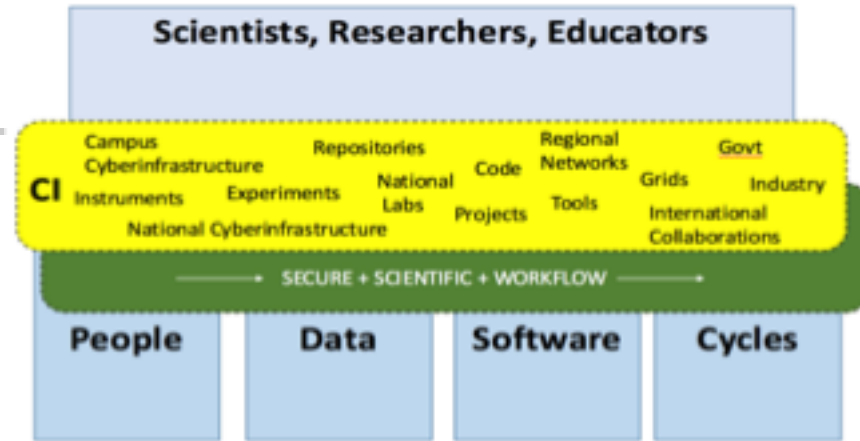 Scientists, Researchers, Educators
Campus
Cyberinfrastructure
Repositories
Regional
Networks
Govt
CI
Instruments
Experiments
National
Labs
Code
Grids
Industry
Projects
Tools
National Cyberinfrastructure
International
Collaborations
SECURE + SCIENTIFIC + WORKFLOW
People
Data
Software
Cycles